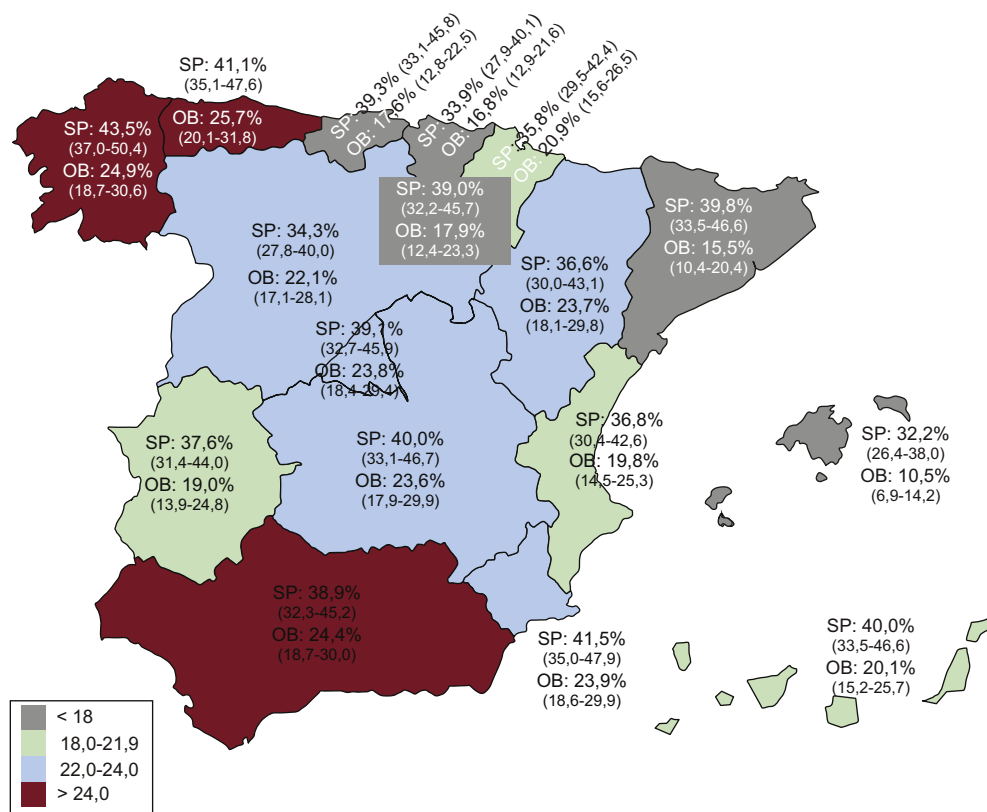 SP: 41,1%
(35,1-47,6)
OB: 25,7%
(20,1-31,8)
SP: 43,5%
(37,0-50,4)
OB: 24,9%
(18,7-30,6)
SP: 39,3% (33,1-45,8)
OB: 17,6% (12,8-22,5)
SP: 33,9% (27,9-40,1)
OB: 16,8% (12,9-21,6)
SP: 35,8% (29,5-42,4)
OB: 20,9% (15,6-26,5)
SP: 39,0%
(32,2-45,7)
OB: 17,9%
(12,4-23,3)
SP: 39,8%
(33,5-46,6)
OB: 15,5%
(10,4-20,4)
SP: 34,3%
(27,8-40,0)
OB: 22,1%
(17,1-28,1)
SP: 36,6%
(30,0-43,1)
OB: 23,7%
(18,1-29,8)
SP: 39,1%
(32,7-45,9)
OB: 23,8%
(18,4-29,4)
SP: 37,6%
(31,4-44,0)
OB: 19,0%
(13,9-24,8)
SP: 40,0%
(33,1-46,7)
OB: 23,6%
(17,9-29,9)
SP: 36,8%
(30,4-42,6)
OB: 19,8%
(14,5-25,3)
SP: 32,2%
(26,4-38,0)
OB: 10,5%
(6,9-14,2)
SP: 38,9%
(32,3-45,2)
OB: 24,4%
(18,7-30,0)
SP: 41,5%
(35,0-47,9)
OB: 23,9%
(18,6-29,9)
SP: 40,0%
(33,5-46,6)
OB: 20,1%
(15,2-25,7)
< 18
18,0-21,9
22,0-24,0
> 24,0